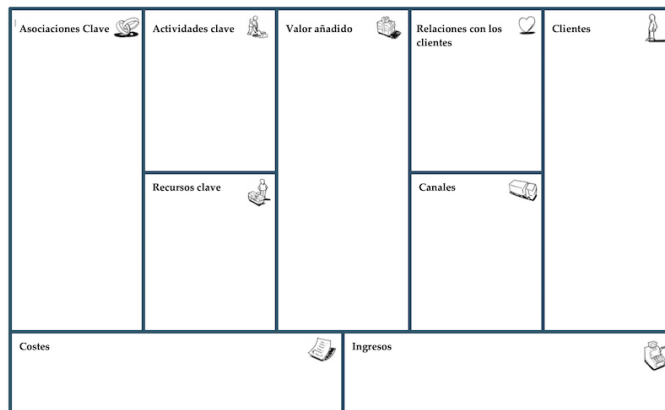 Asociaciones Clave
Actividades clave
Valor añadido
Relaciones con los
clientes
Clientes
Recursos clave
Canales
Costes
Ingresos